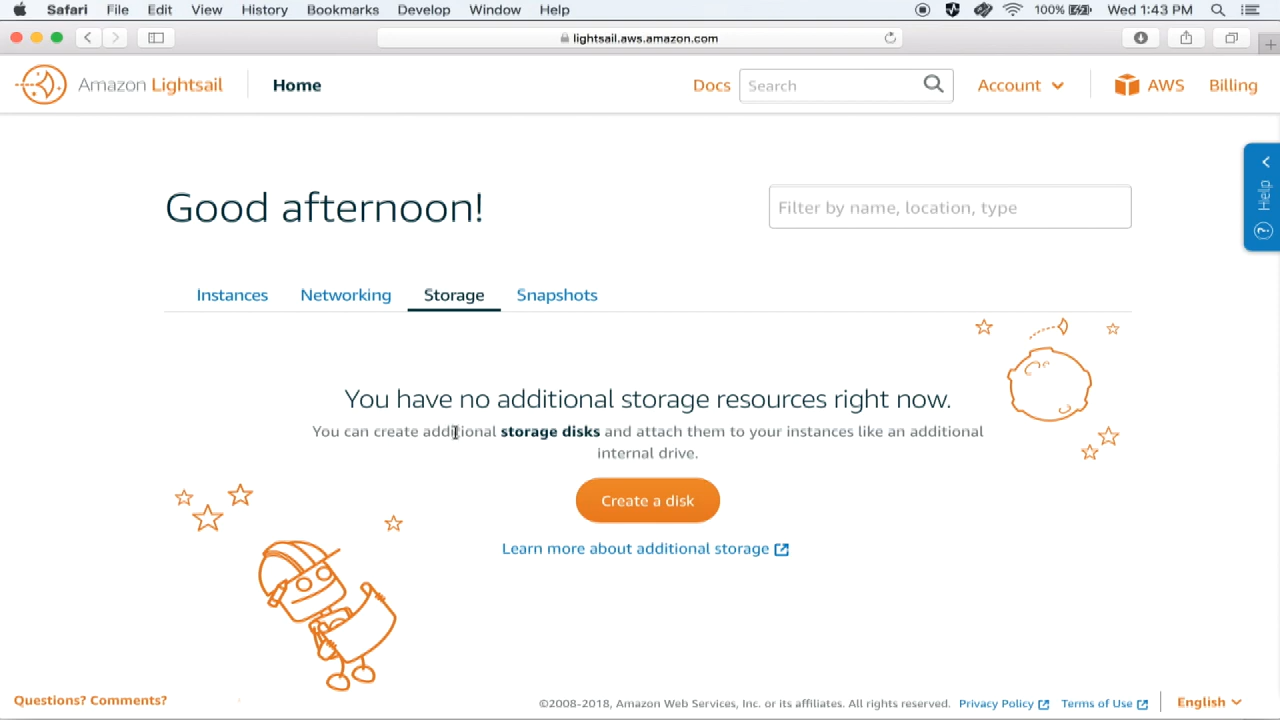 Safari File Edit View History Bookmarks Develop Window Help 100% Wed 1:43 PM
lightsail.aws.amazon.com
Amazon Lightsail Home Docs Search Account AWS Billing
Help
Good afternoon!
Filter by name, location, type
Instances Networking Storage Snapshots
You have no additional storage resources right now.
You can create additional storage disks and attach them to your instances like an additional
internal drive.
Create a disk
Learn more about additional storage
Questions? Comments?
©2008-2018, Amazon Web Services, Inc. or its affiliates. All rights reserved. Privacy Policy Terms of Use English